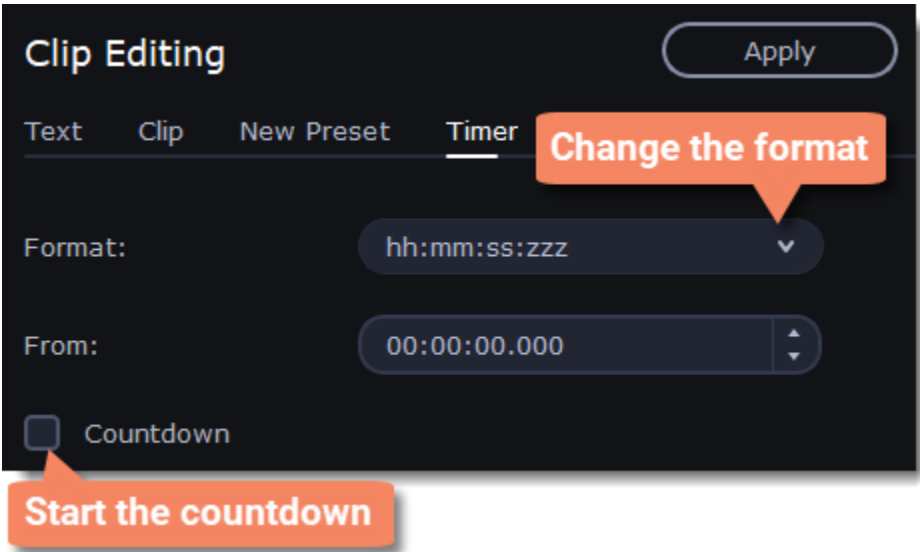 Clip Editing
Apply
Text Clip New Preset Timer
Change the format
Format: hh:mm:ss:zzz
From: 00:00:00.000
Countdown
Start the countdown